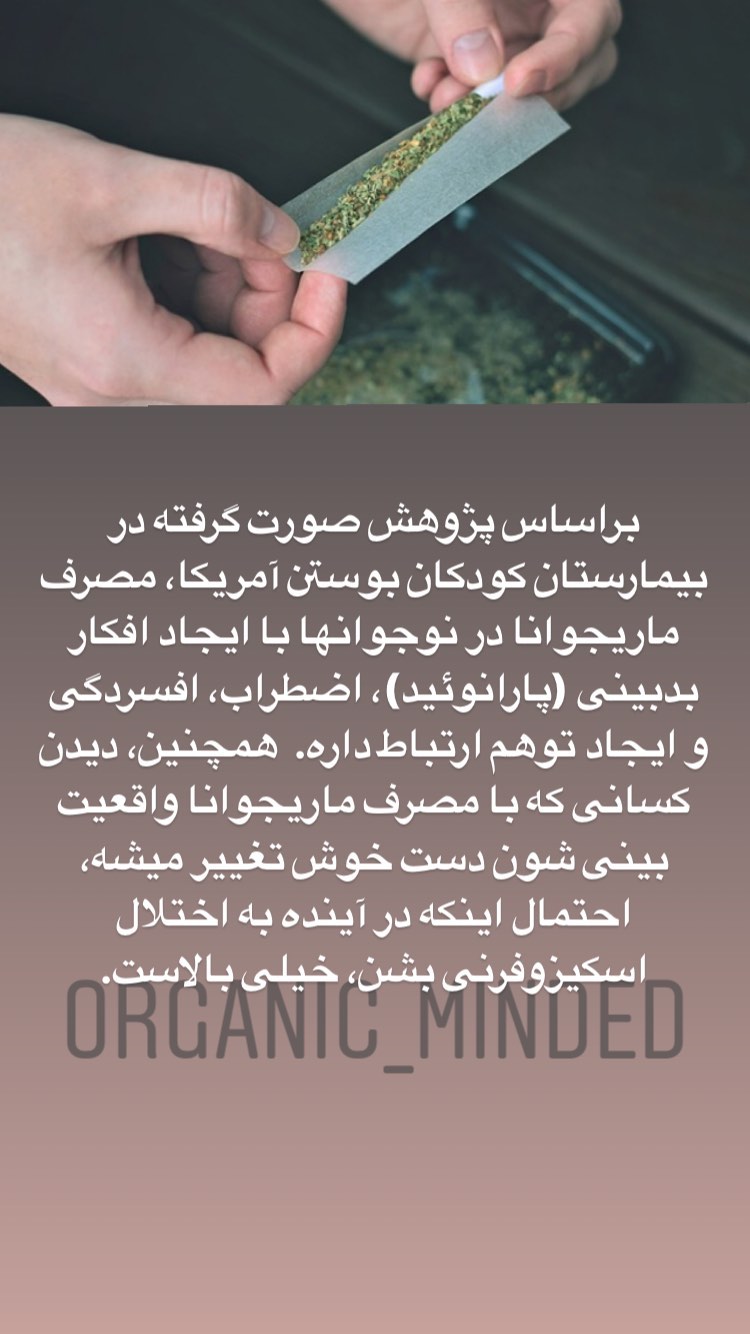 براساس پژوهش صورت گرفته در
بیمارستان کودکان بوستن آمریکا، مصرف
ماریجوانا در نوجوانها با ایجاد افکار
بدبینی (پارانوئید)، اضطراب، افسردگی
و ایجاد توهم ارتباط داره. همچنین، دیدن
کسانی که با مصرف ماریجوانا واقعیت
بینی شون دست خوش تغییر میشه،
احتمال اینکه در آینده به اختلال
اسکیزوفرنی بشن، خیلی بالاست.
ORGANIC_MINDED